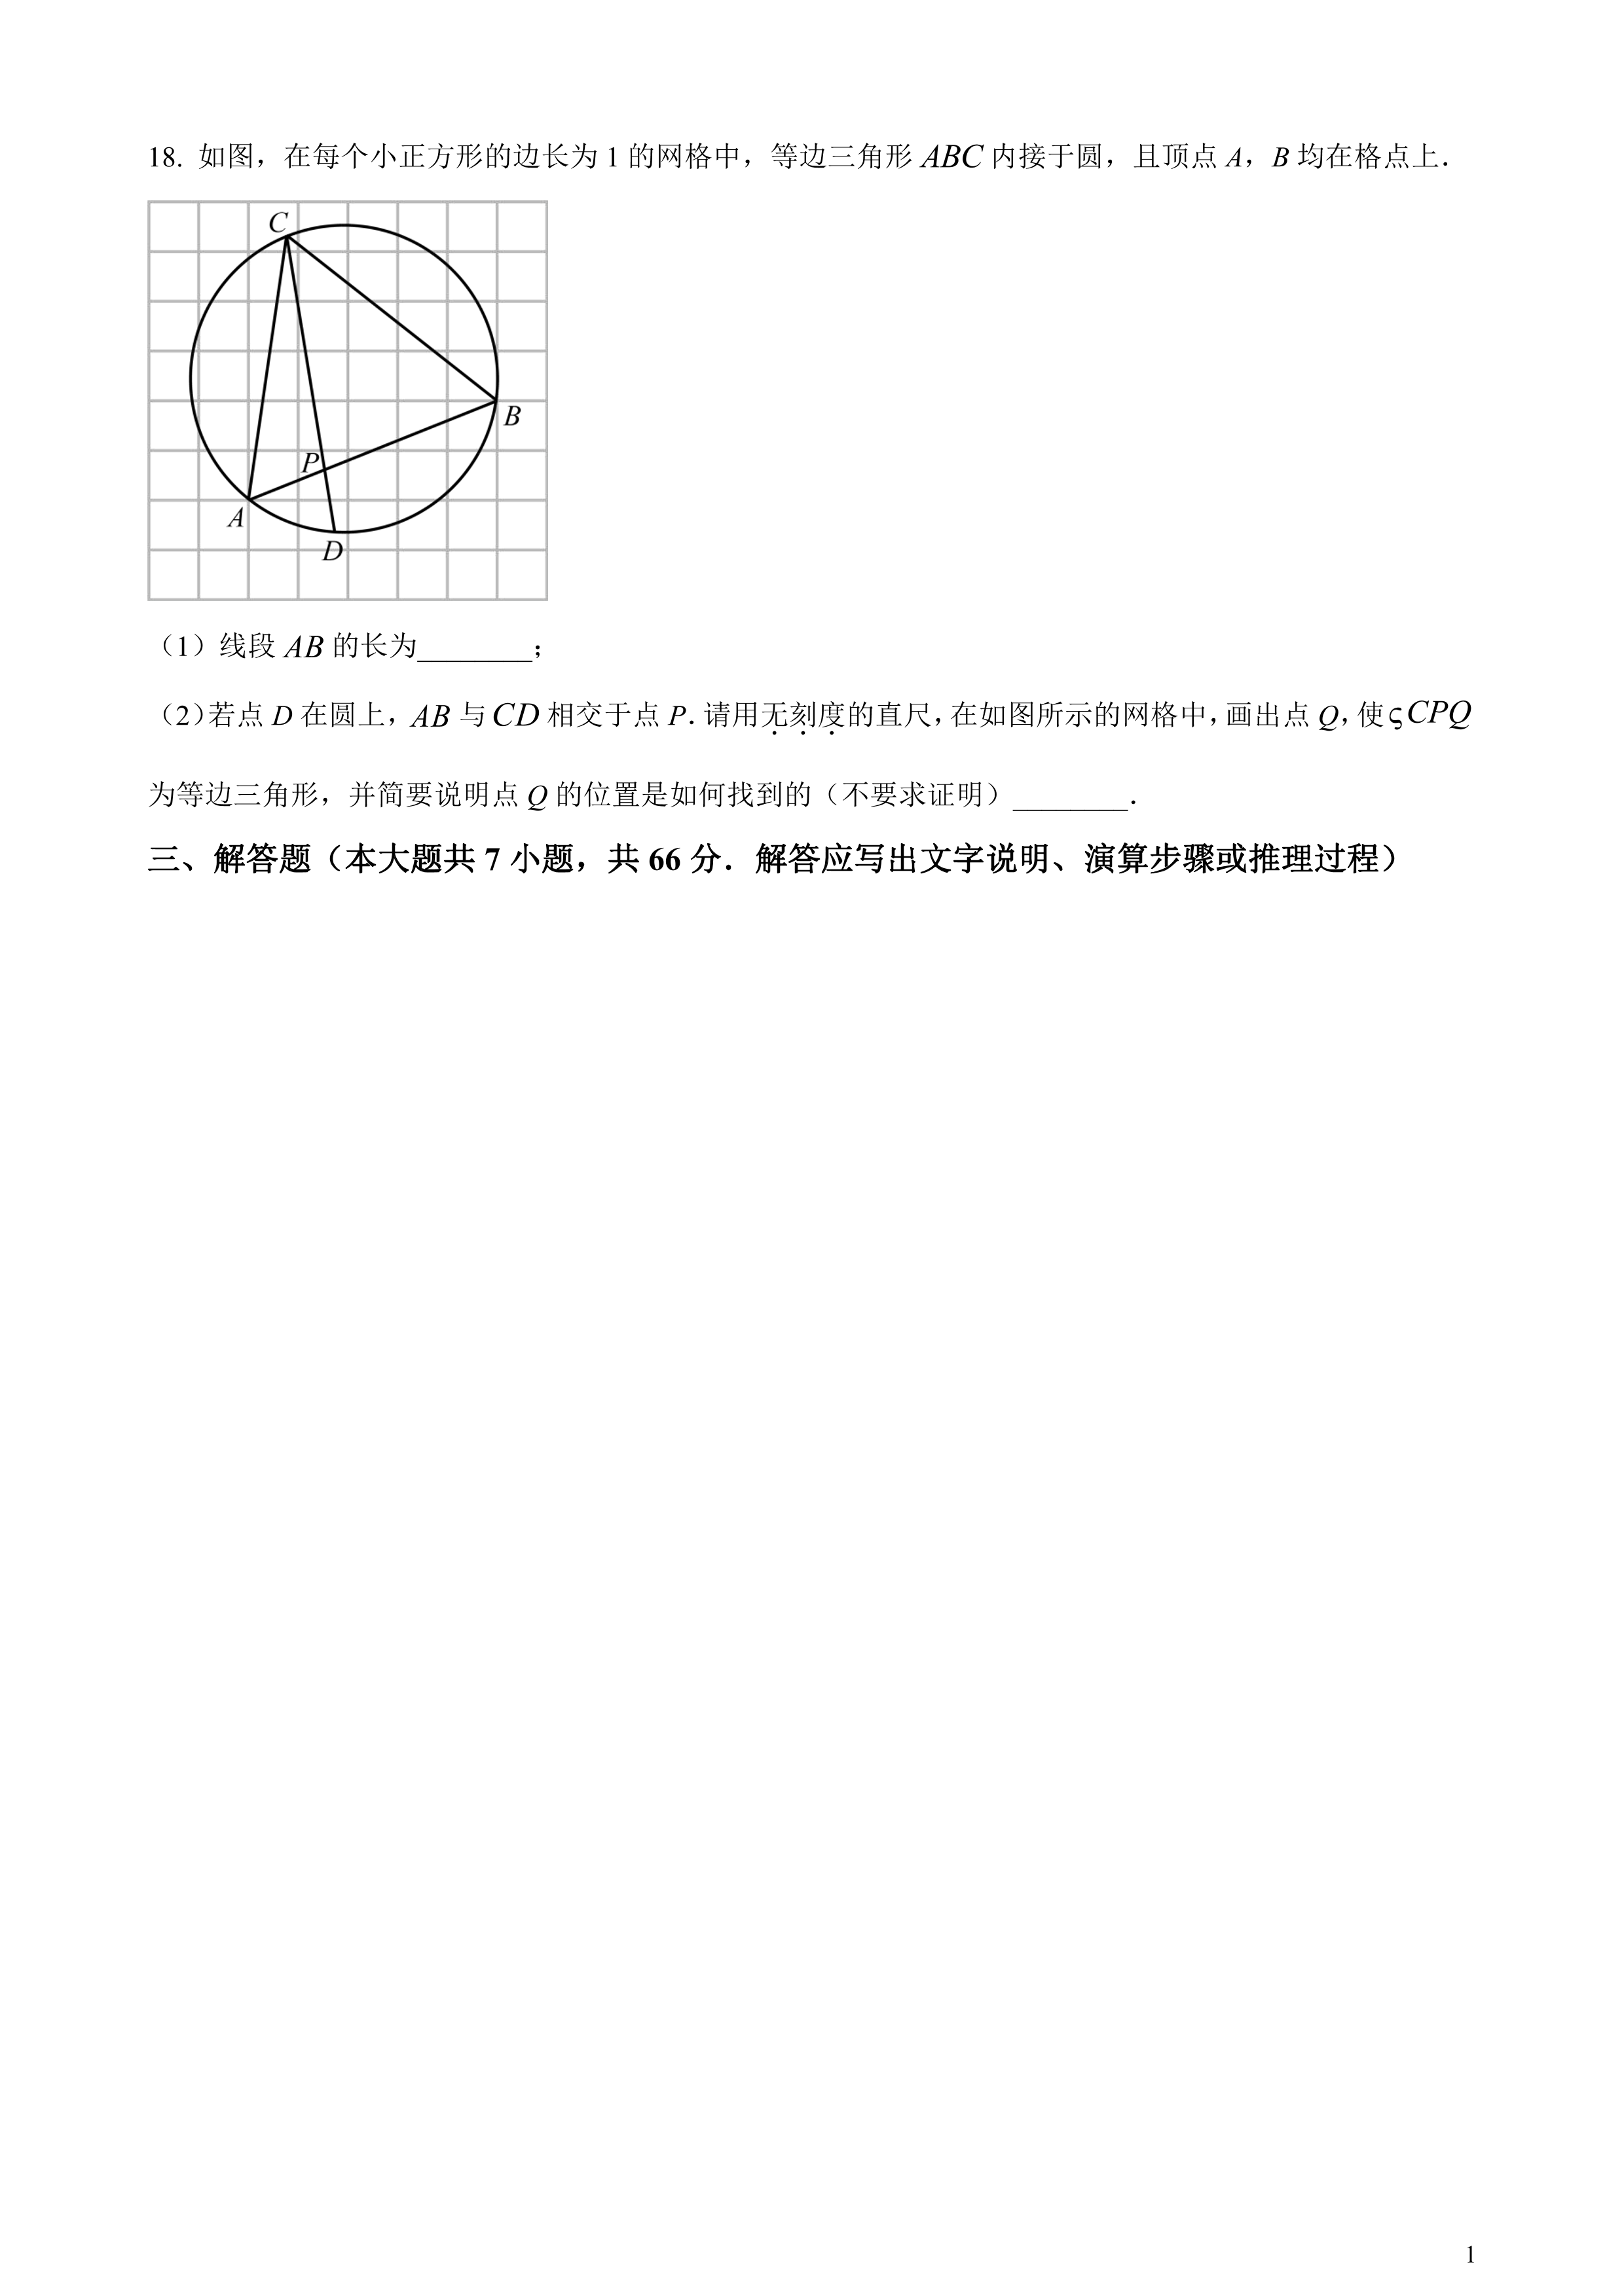 18. 如图，在每个小正方形的边长为 1 的网格中，等边三角形 ABC 内接于圆，且顶点 A，B 均在格点上．
C
B
P
A
D
（1）线段 AB 的长为________；
（2）若点 D 在圆上，AB 与 CD 相交于点 P．请用无刻度的直尺，在如图所示的网格中，画出点 Q，使 ςCPQ
为等边三角形，并简要说明点 Q 的位置是如何找到的（不要求证明）________．
三、解答题（本大题共 7 小题，共 66 分．解答应写出文字说明、演算步骤或推理过程）
1